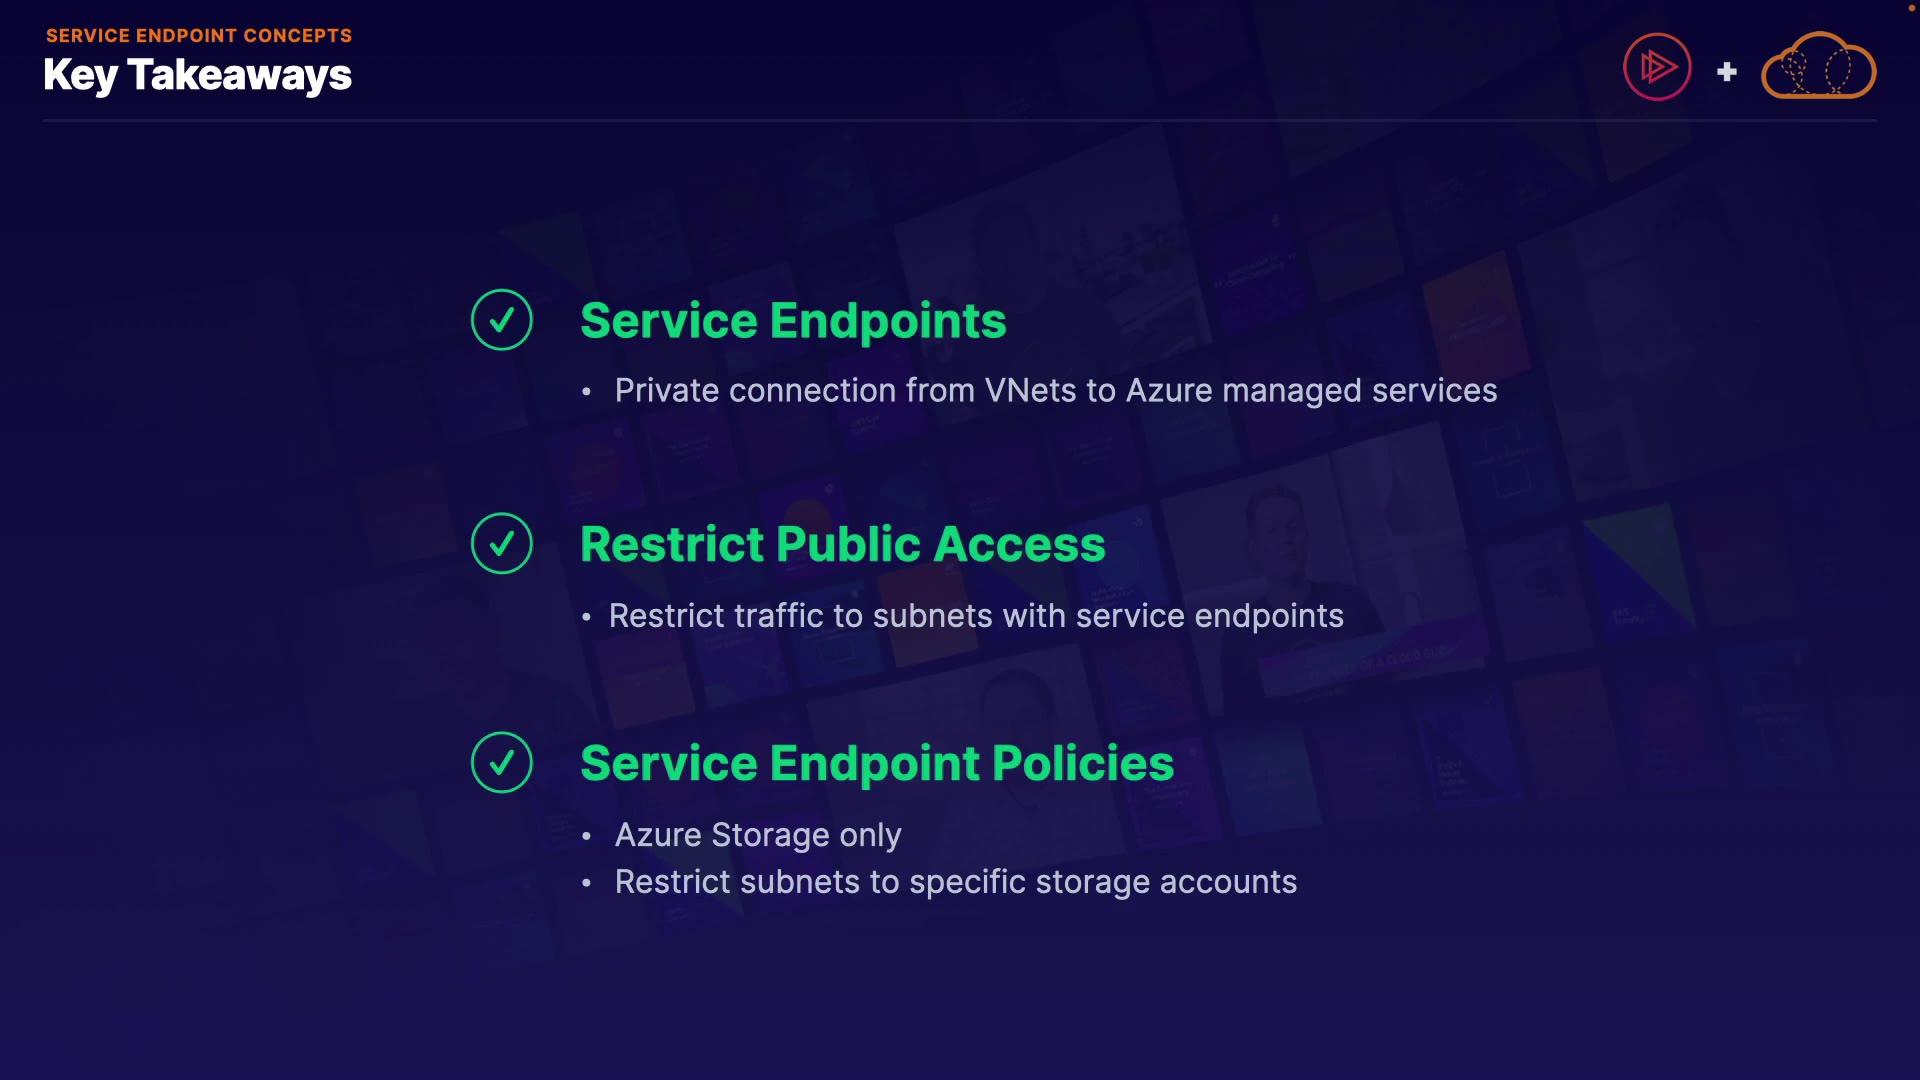 SERVICE ENDPOINT CONCEPTS
Key Takeaways
Service Endpoints
• Private connection from VNets to Azure managed services
Restrict Public Access
• Restrict traffic to subnets with service endpoints
Service Endpoint Policies
• Azure Storage only
• Restrict subnets to specific storage accounts